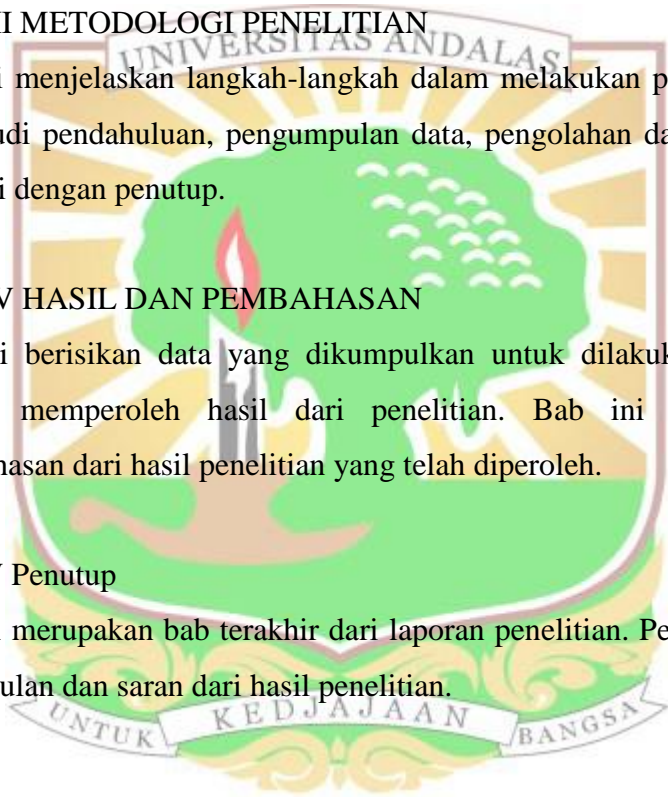 II METODOLOGI PENELITIAN
UNIVERSITAS ANDALAS
i menjelaskan langkah-langkah dalam melakukan p
udi pendahuluan, pengumpulan data, pengolahan da
i dengan penutup.
V HASIL DAN PEMBAHASAN
i berisikan data yang dikumpulkan untuk dilakuk
memperoleh hasil dari penelitian. Bab ini
hasan dari hasil penelitian yang telah diperoleh.
V Penutup
i merupakan bab terakhir dari laporan penelitian. Pe
ulan dan saran dari hasil penelitian.
UNTUK KEDJAJAAN BANGSA